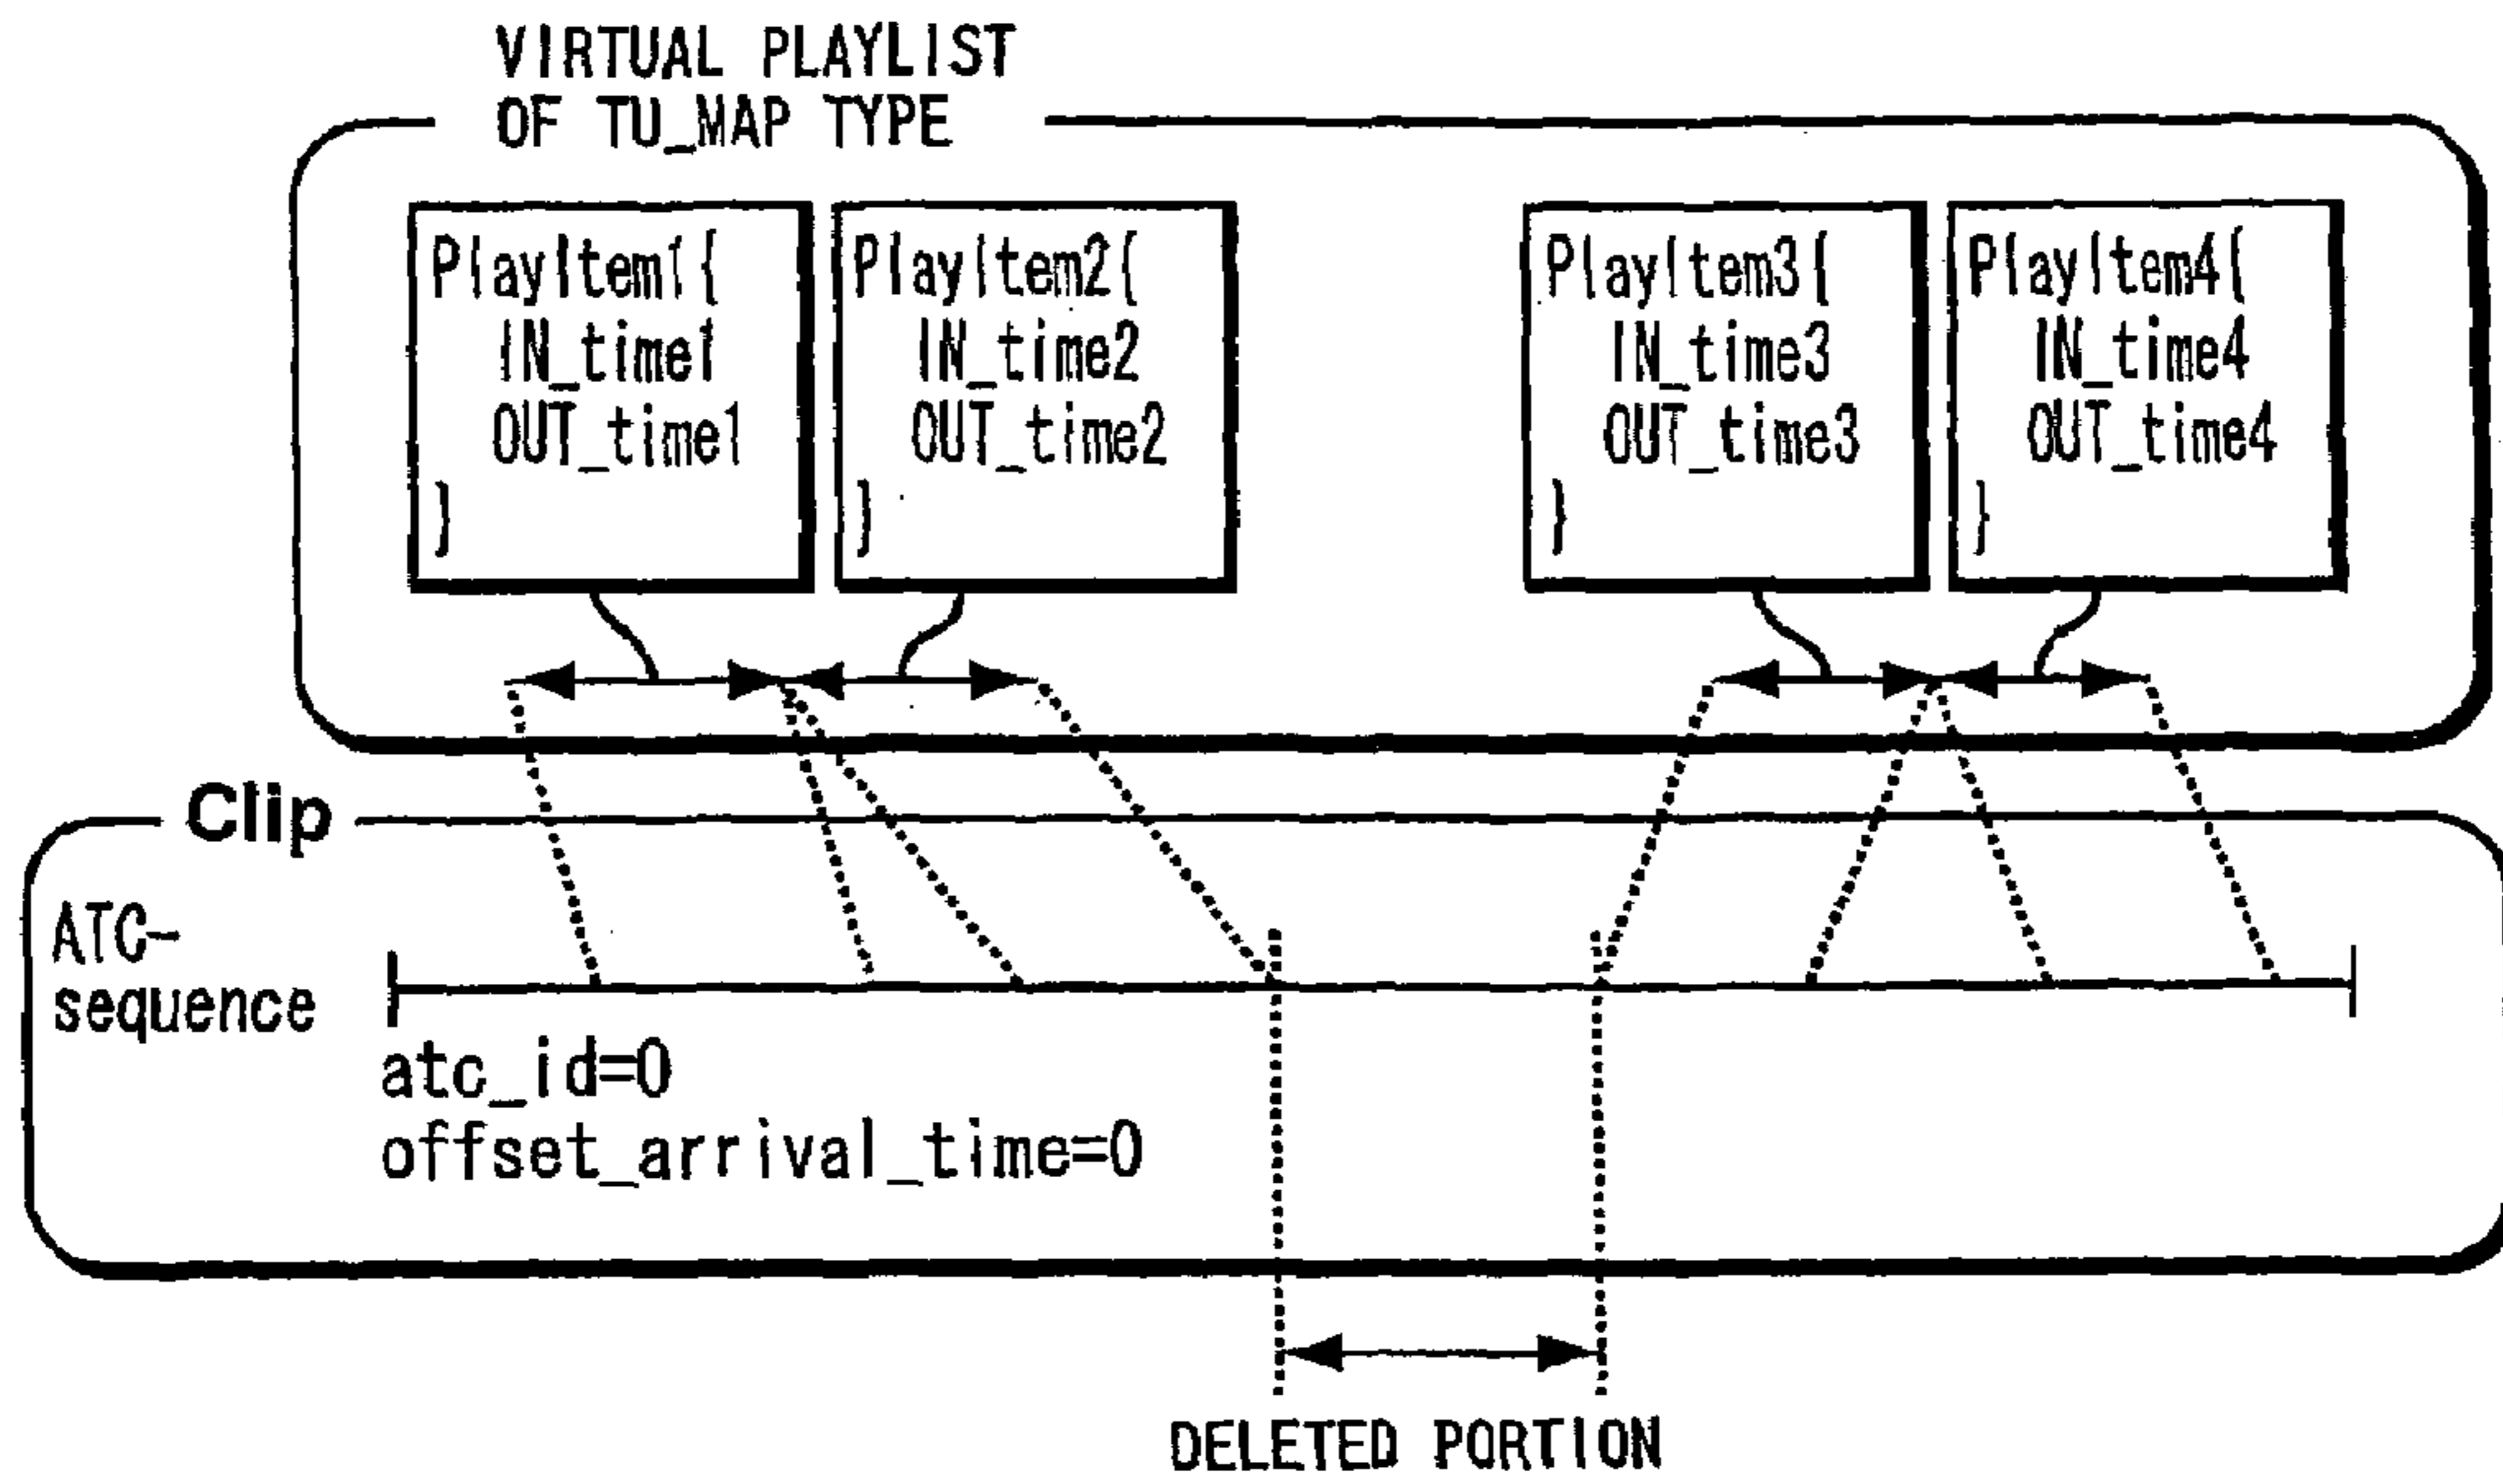 VIRTUAL PLAYLIST
OF TU_MAP TYPE
PlayItem1{
IN_time1
OUT_time1
}
PlayItem2{
IN_time2
OUT_time2
}
PlayItem3{
IN_time3
OUT_time3
}
PlayItem4{
IN_time4
OUT_time4
}
Clip
ATC-
sequence
atc_id=0
offset_arrival_time=0
DELETED PORTION